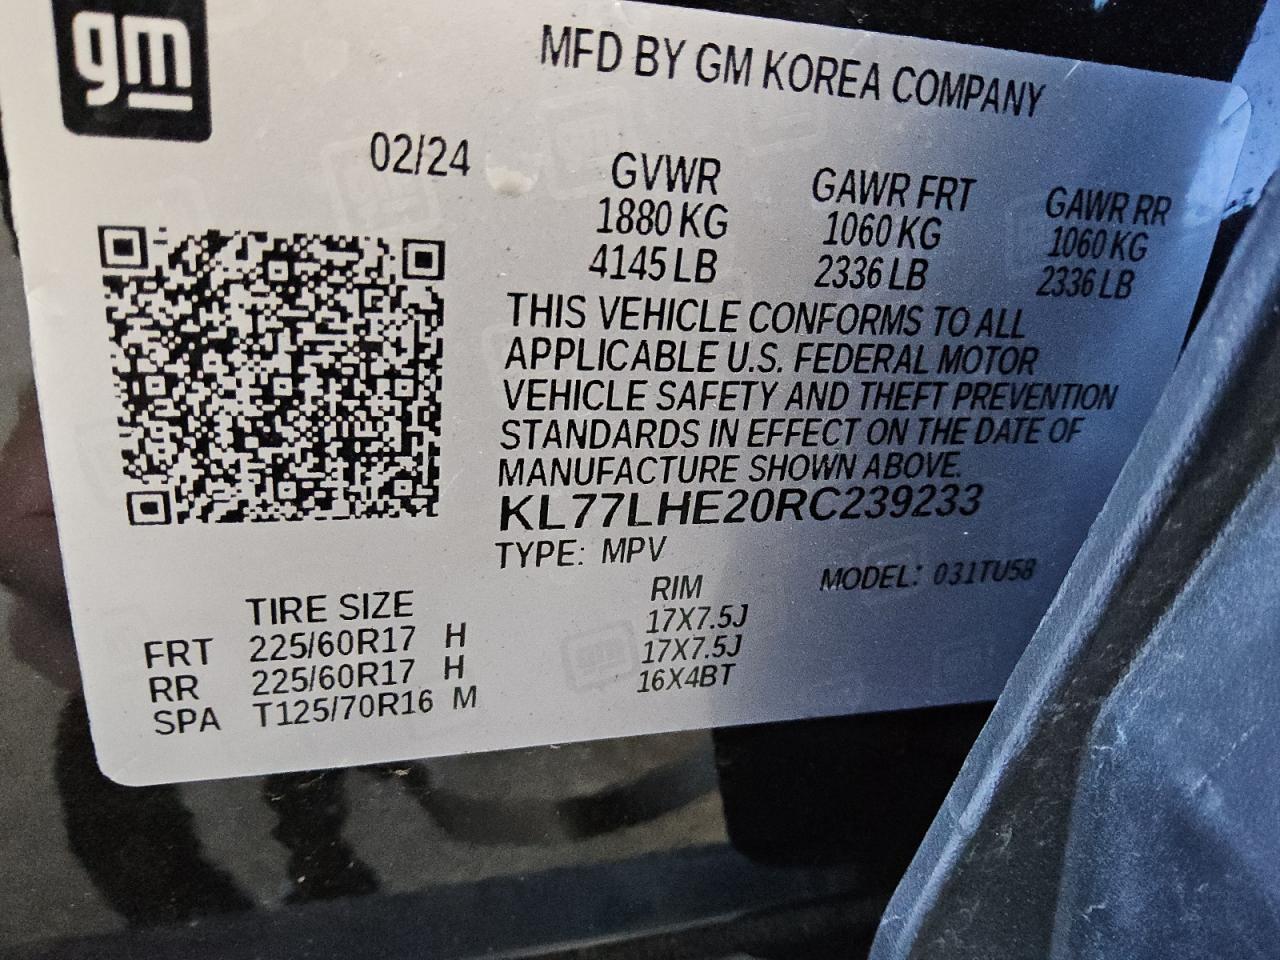 gm
MFD BY GM KOREA COMPANY
02/24
GVWR GAWR FRT GAWR RR
1880 KG 1060 KG 1060 KG
4145 LB 2336 LB 2336 LB
THIS VEHICLE CONFORMS TO ALL
APPLICABLE U.S. FEDERAL MOTOR
VEHICLE SAFETY AND THEFT PREVENTION
STANDARDS IN EFFECT ON THE DATE OF
MANUFACTURE SHOWN ABOVE.
KL77LHE20RC239233
TYPE: MPV MODEL: 031TU58
TIRE SIZE RIM
FRT 225/60R17 H 17X7.5J
RR 225/60R17 H 17X7.5J
SPA T125/70R16 M 16X4BT